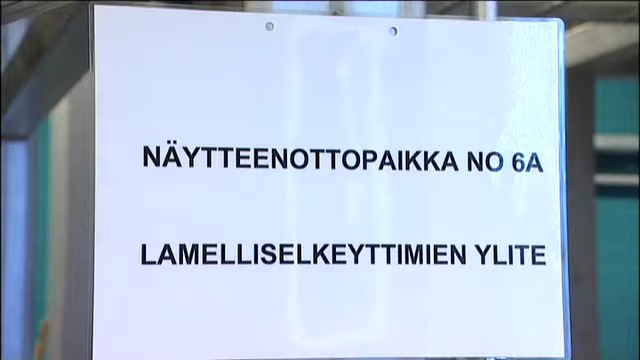 NÄYTTEENOTTOPAIKKA NO 6A
LAMELLISELKEYTTIMIEN YLITE